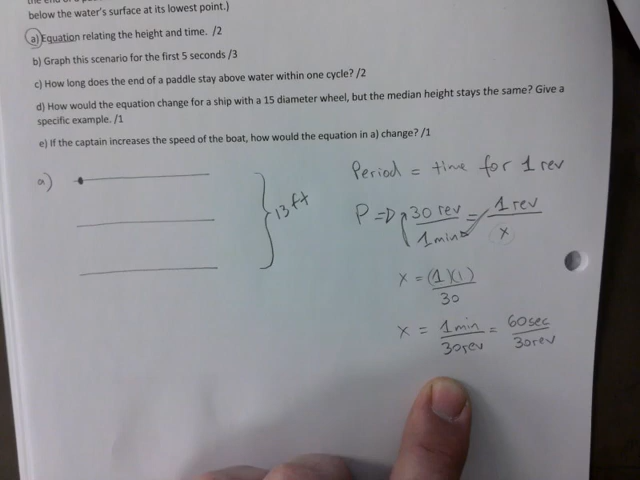 below the water's surface at its lowest point.)
a) Equation relating the height and time. /2
b) Graph this scenario for the first 5 seconds /3
c) How long does the end of a paddle stay above water within one cycle? /2
d) How would the equation change for a ship with a 15 diameter wheel, but the median height stays the same? Give a
specific example. /1
e) If the captain increases the speed of the boat, how would the equation in a) change? /1
a)
13 ft
Period = time for 1 rev
P => 30 rev / 1 min = 1 rev / x
x = (1)(1) / 30
x = 1 min / 30 rev = 60 sec / 30 rev